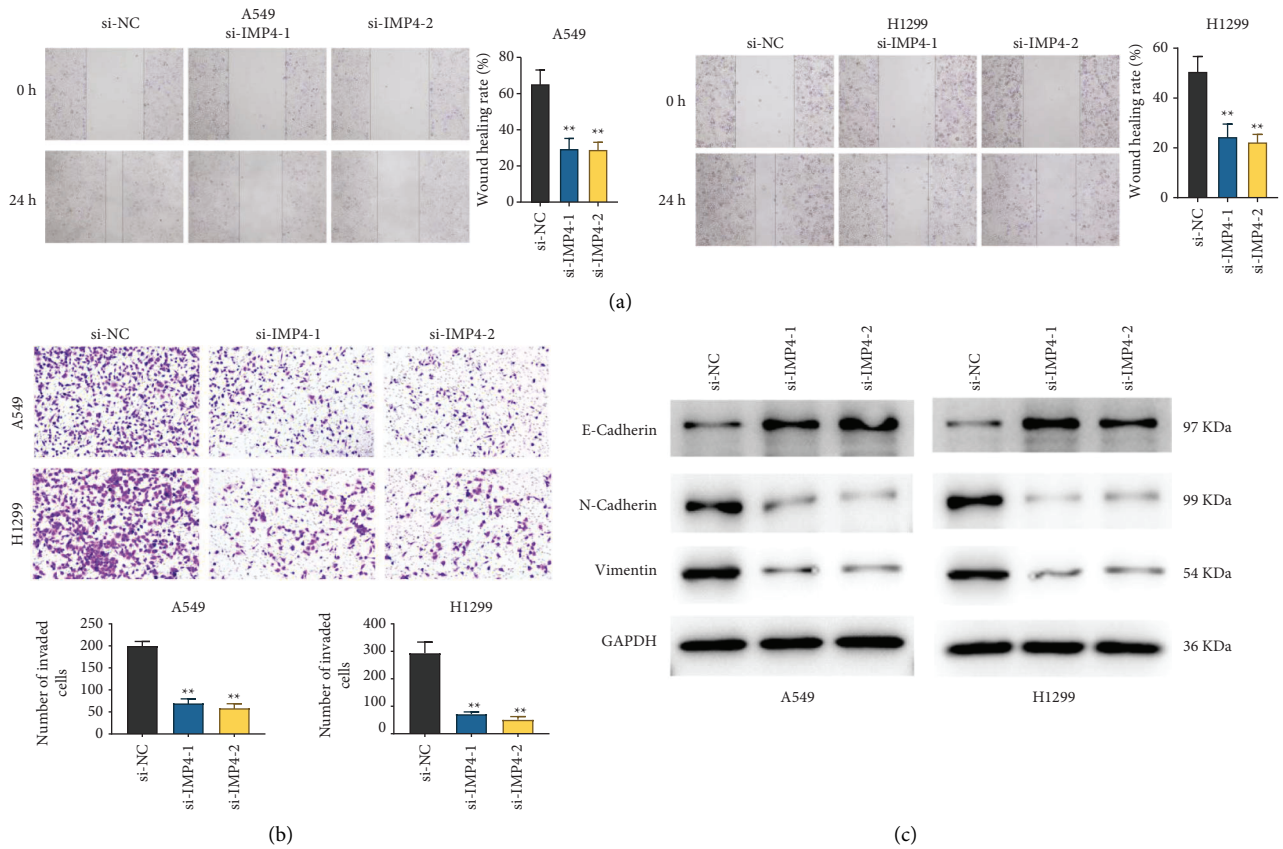 A549
si-NC
si-IMP4-1
si-IMP4-2
0 h
24 h
A549
Wound healing rate (%)
80
60
40
20
0
**
**
si-NC
si-IMP4-1
si-IMP4-2
H1299
si-NC
si-IMP4-1
si-IMP4-2
0 h
24 h
H1299
Wound healing rate (%)
60
40
20
0
**
**
si-NC
si-IMP4-1
si-IMP4-2
(a)
si-NC
si-IMP4-1
si-IMP4-2
A549
H1299
A549
Number of invaded
cells
250
200
150
100
50
0
**
**
si-NC
si-IMP4-1
si-IMP4-2
H1299
Number of invaded
cells
400
300
200
100
0
**
**
si-NC
si-IMP4-1
si-IMP4-2
(b)
si-NC
si-IMP4-1
si-IMP4-2
si-NC
si-IMP4-1
si-IMP4-2
E-Cadherin
97 KDa
N-Cadherin
99 KDa
Vimentin
54 KDa
GAPDH
36 KDa
A549
H1299
(c)